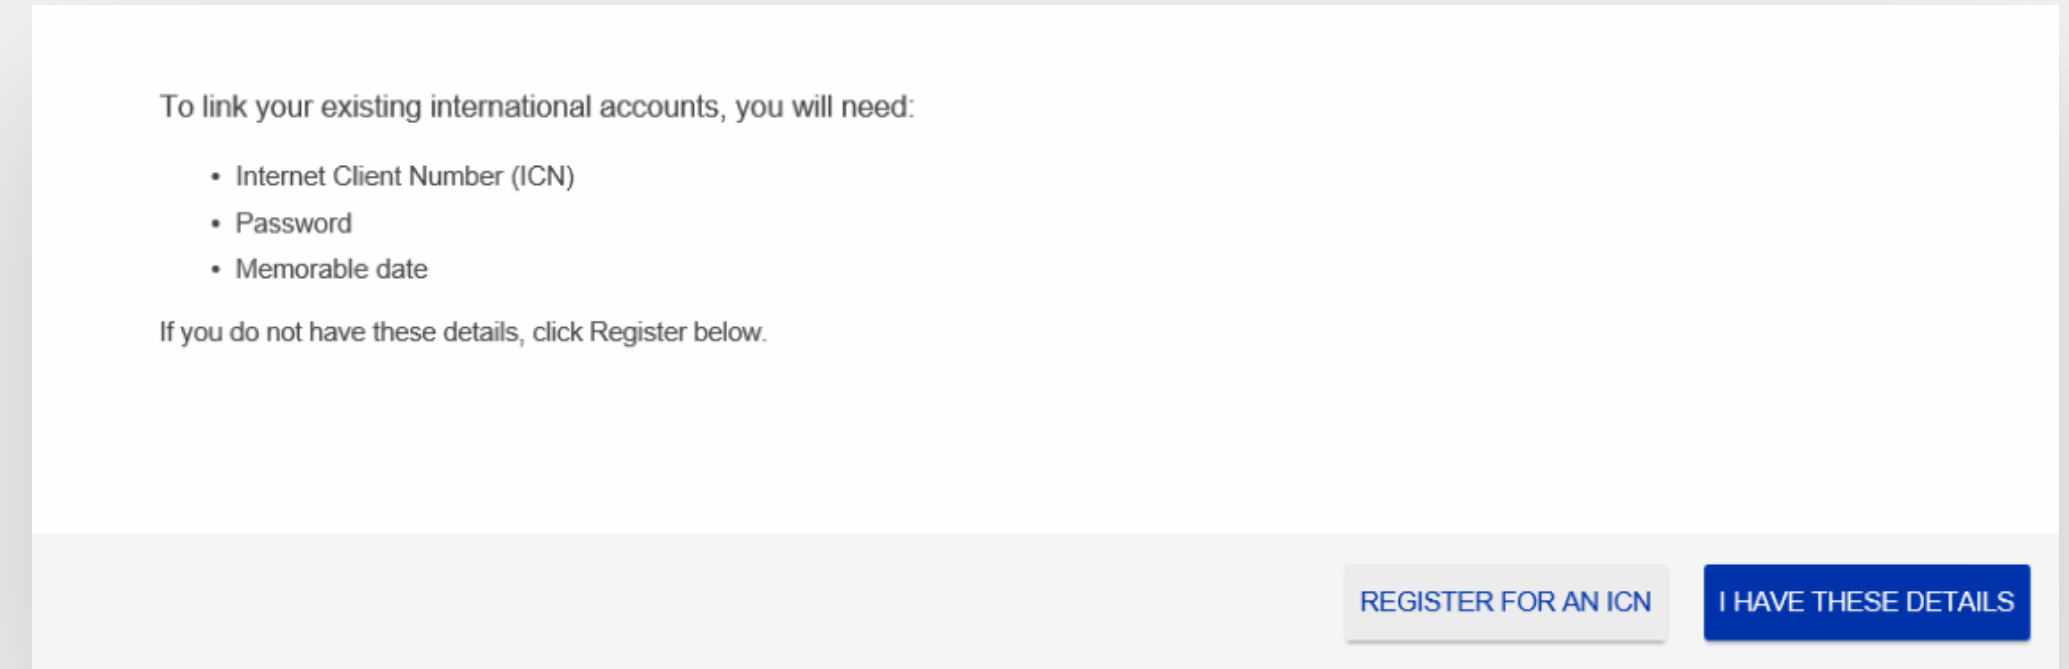 To link your existing international accounts, you will need:
• Internet Client Number (ICN)
• Password
• Memorable date
If you do not have these details, click Register below.
REGISTER FOR AN ICN
I HAVE THESE DETAILS